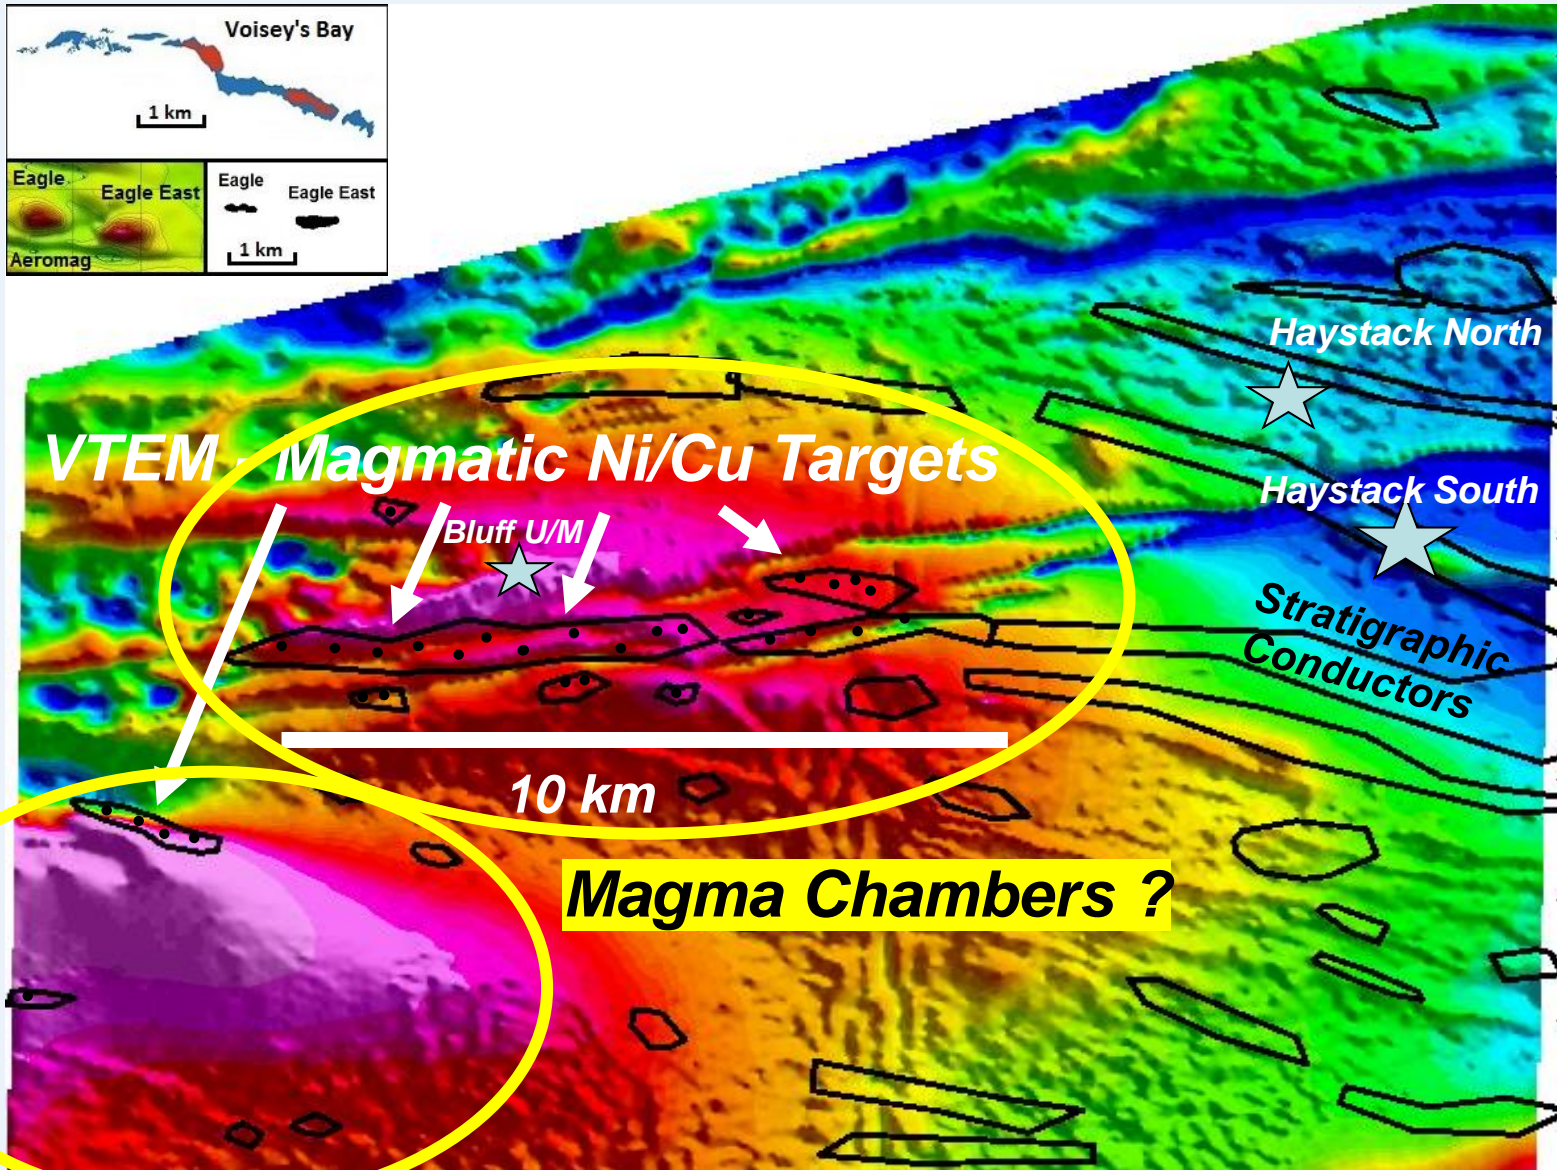 Voisey's Bay
1 km
Eagle
Eagle East
Aeromag
Eagle
Eagle East
1 km
Haystack North
VTEM - Magmatic Ni/Cu Targets
Haystack South
Bluff U/M
Stratigraphic
Conductors
10 km
Magma Chambers ?